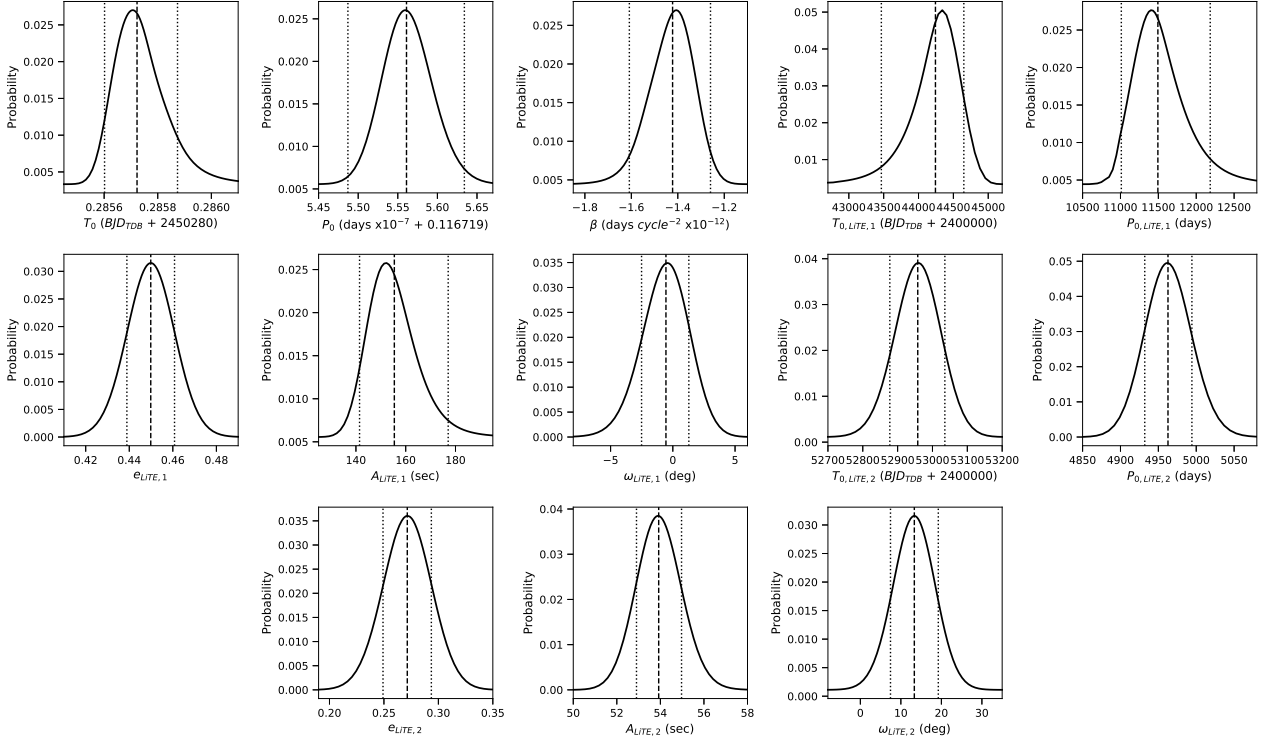 0.025
0.020
0.015
0.010
0.005
Probability
0.2856 0.2858 0.2860
T0 (BJDTDB + 2450280)
0.025
0.020
0.015
0.010
0.005
Probability
5.45 5.50 5.55 5.60 5.65
P0 (days x10−7 + 0.116719)
0.025
0.020
0.015
0.010
0.005
Probability
−1.8 −1.6 −1.4 −1.2
β (days cycle−2 x10−12)
0.05
0.04
0.03
0.02
0.01
Probability
43000 43500 44000 44500 45000
T0,LiTE,1 (BJDTDB + 2400000)
0.025
0.020
0.015
0.010
0.005
Probability
10500 11000 11500 12000 12500
P0,LiTE,1 (days)
0.030
0.025
0.020
0.015
0.010
0.005
0.000
Probability
0.42 0.44 0.46 0.48
eLiTE,1
0.025
0.020
0.015
0.010
0.005
Probability
140 160 180
ALiTE,1 (sec)
0.035
0.030
0.025
0.020
0.015
0.010
0.005
0.000
Probability
−5 0 5
ωLiTE,1 (deg)
0.04
0.03
0.02
0.01
0.00
Probability
52700 52800 52900 53000 53100 53200
T0,LiTE,2 (BJDTDB + 2400000)
0.05
0.04
0.03
0.02
0.01
0.00
Probability
4850 4900 4950 5000 5050
P0,LiTE,2 (days)
0.035
0.030
0.025
0.020
0.015
0.010
0.005
0.000
Probability
0.20 0.25 0.30 0.35
eLiTE,2
0.04
0.03
0.02
0.01
0.00
Probability
50 52 54 56 58
ALiTE,2 (sec)
0.030
0.025
0.020
0.015
0.010
0.005
0.000
Probability
0 10 20 30
ωLiTE,2 (deg)